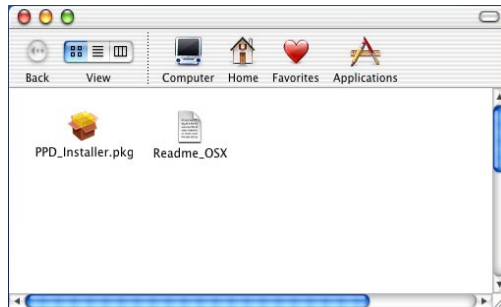 Back View Computer Home Favorites Applications
PPD_Installer.pkg Readme_OSX